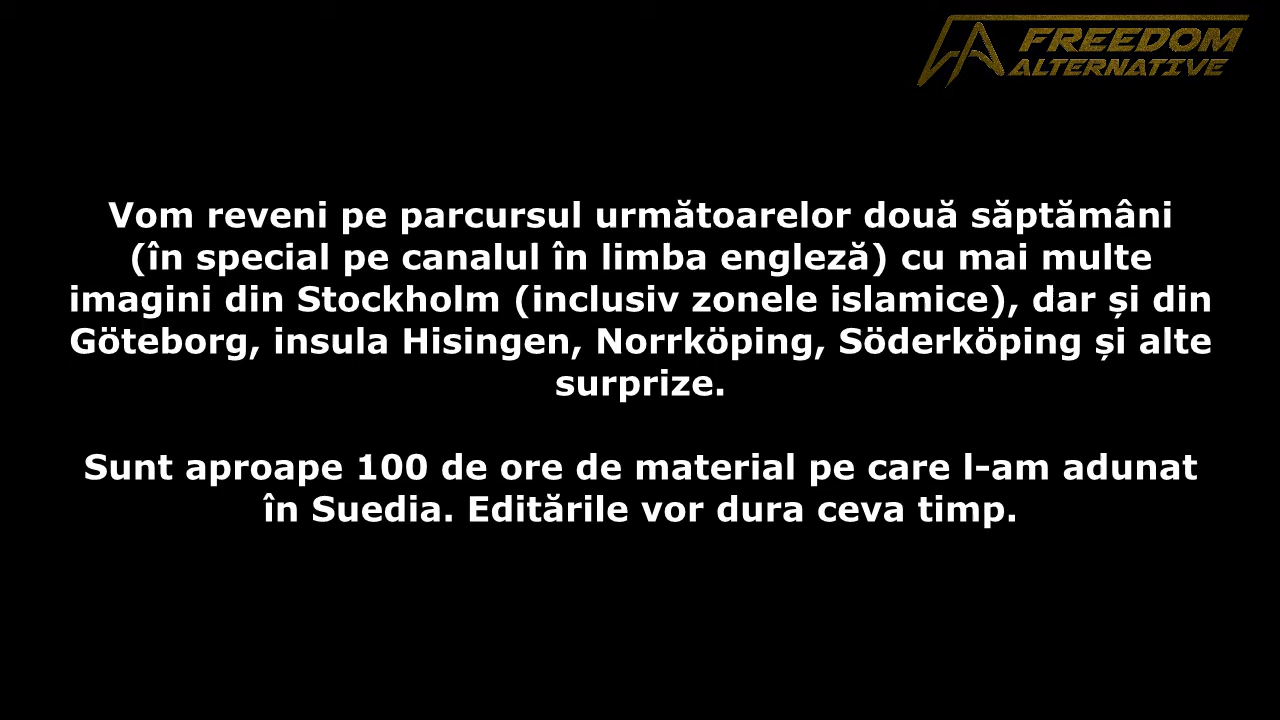 FREEDOM
ALTERNATIVE
Vom reveni pe parcursul următoarelor două săptămâni
(în special pe canalul în limba engleză) cu mai multe
imagini din Stockholm (inclusiv zonele islamice), dar și din
Göteborg, insula Hisingen, Norrköping, Söderköping și alte
surprize.
Sunt aproape 100 de ore de material pe care l-am adunat
în Suedia. Editările vor dura ceva timp.